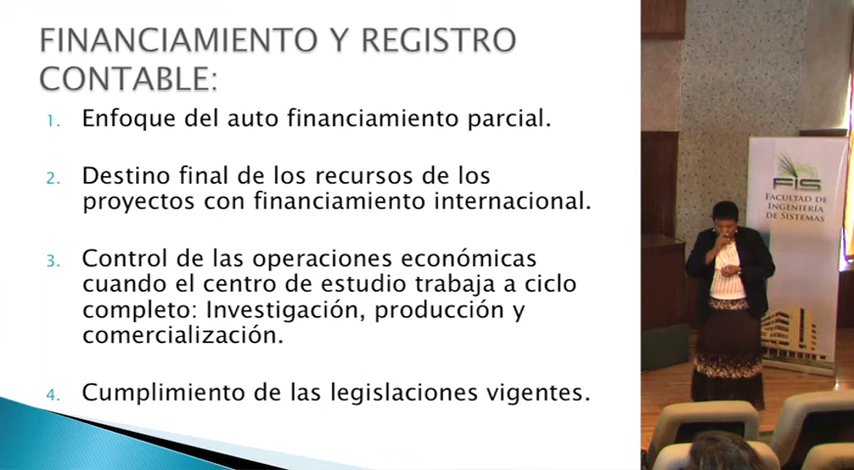 FINANCIAMIENTO Y REGISTRO
CONTABLE:
1. Enfoque del auto financiamiento parcial.
2. Destino final de los recursos de los
proyectos con financiamiento internacional.
3. Control de las operaciones económicas
cuando el centro de estudio trabaja a ciclo
completo: Investigación, producción y
comercialización.
4. Cumplimiento de las legislaciones vigentes.
FIS
FACULTAD DE
INGENIERÍA
DE SISTEMAS